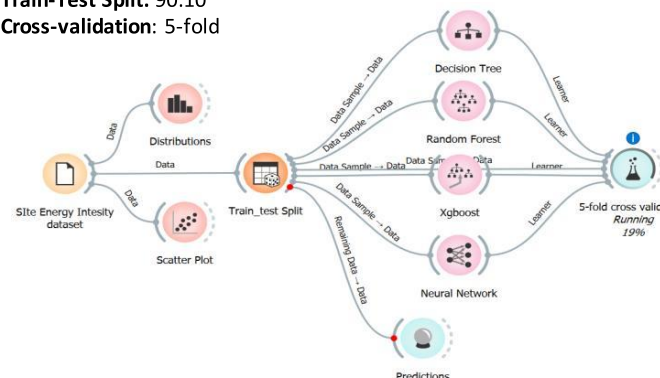 Train-Test Split: 90:10
Cross-validation: 5-fold
Data Sample → Data
Decision Tree
Learner
Data
Distributions
Data Sample → Data
Random Forest
Learner
Data
Data Sample → Data
Data
Learner
SIte Energy Intesity
dataset
Train_test Split
Xgboost
5-fold cross valid
Running
19%
Data
Scatter Plot
Data Sample → Data
Learner
Neural Network
Remaining Data → Data
Predictions